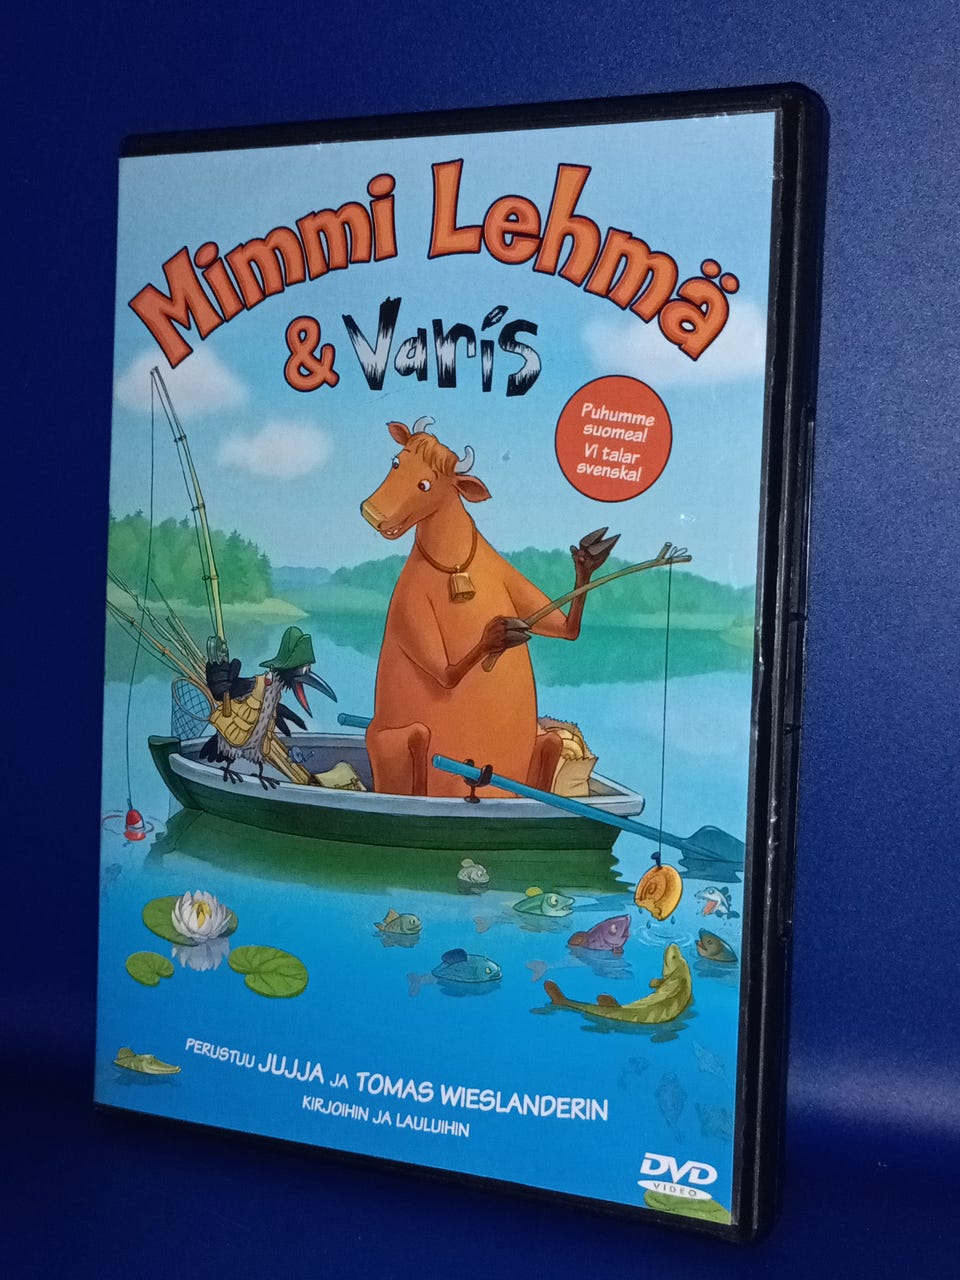 Mimmi Lehmä
& Varis
Puhumme
suomea!
Vi talar
svenska!
PERUSTUU JUJJA JA TOMAS WIESLANDERIN
KIRJOIHIN JA LAULUIHIN
DVD
VIDEO